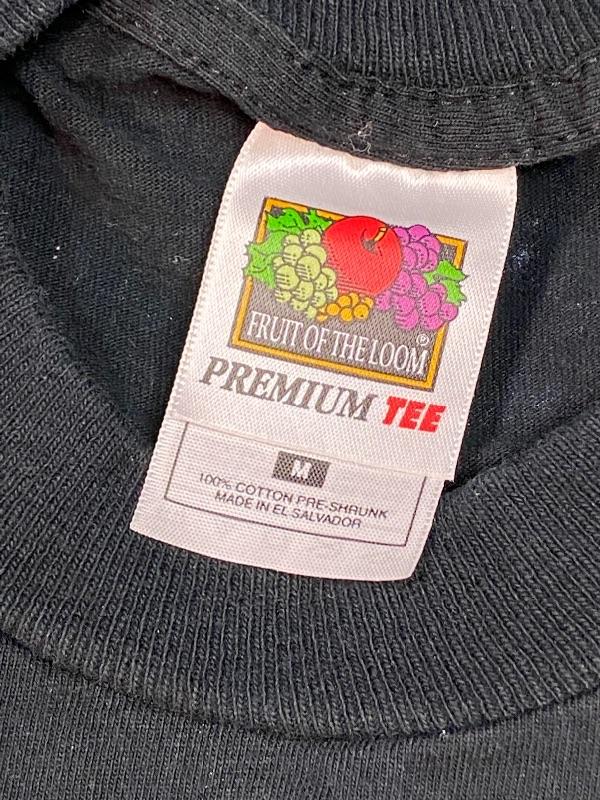 FRUIT OF THE LOOM®
PREMIUM TEE
M
100% COTTON PRE-SHRUNK
MADE IN EL SALVADOR